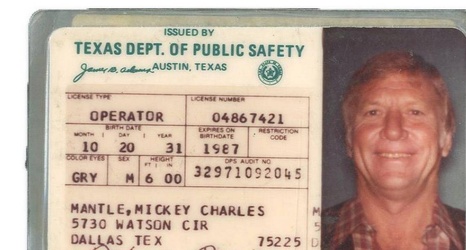 ISSUED BY
TEXAS DEPT. OF PUBLIC SAFETY
AUSTIN, TEXAS
LICENSE TYPE LICENSE NUMBER
OPERATOR 04867421
BIRTH DATE EXPIRES ON BIRTHDATE RESTRICTION CODE
MONTH DAY YEAR
10 20 31 1987
COLOR EYES SEX HEIGHT FT IN DPS AUDIT NO.
GRY M 6 00 32971092045
MANTLE,MICKEY CHARLES
5730 WATSON CIR
DALLAS TEX 75225